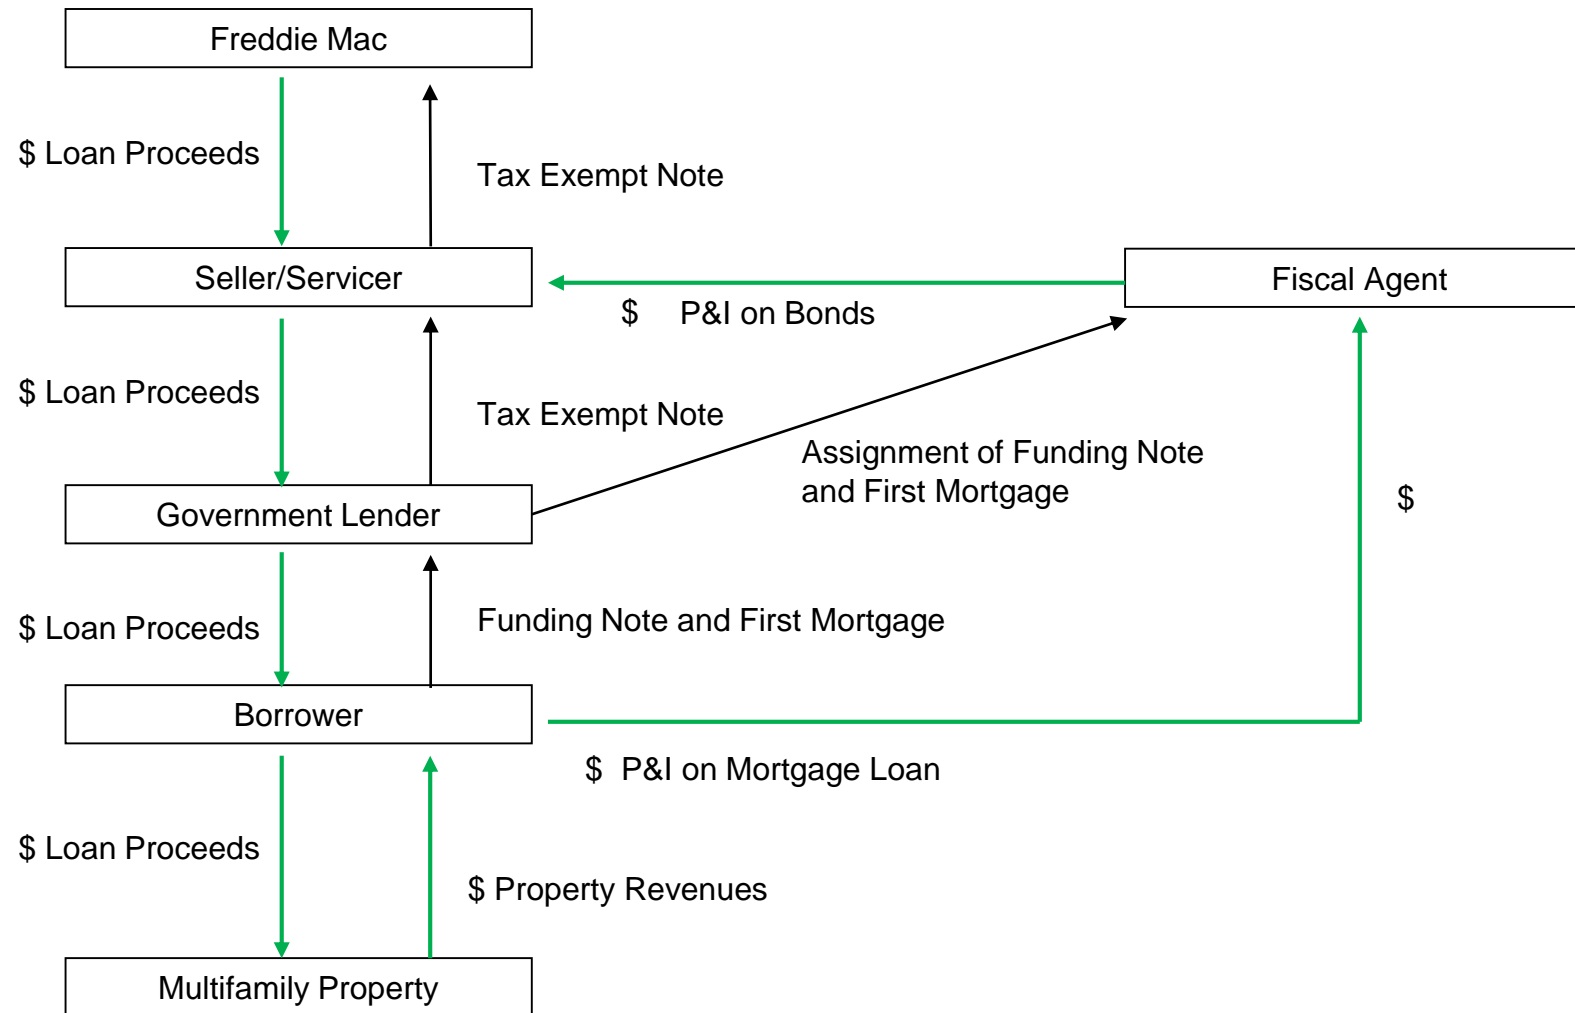 Freddie Mac
$ Loan Proceeds
Tax Exempt Note
Seller/Servicer
Fiscal Agent
$ P&I on Bonds
$ Loan Proceeds
Tax Exempt Note
Assignment of Funding Note
and First Mortgage
$
Government Lender
$ Loan Proceeds
Funding Note and First Mortgage
Borrower
$ P&I on Mortgage Loan
$ Loan Proceeds
$ Property Revenues
Multifamily Property